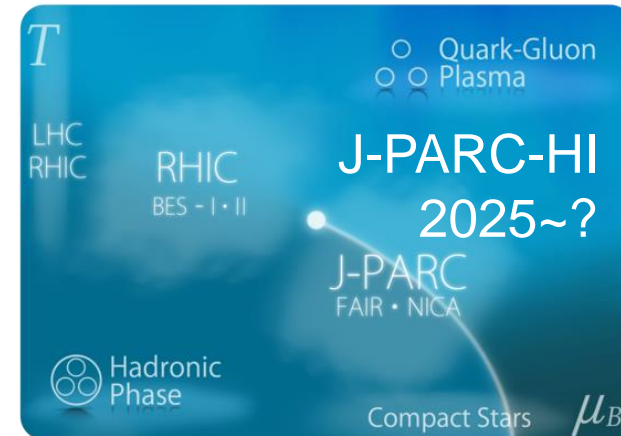 T
Quark-Gluon
Plasma
LHC
RHIC
RHIC
BES - I • II
J-PARC-HI
2025~?
J-PARC
FAIR • NICA
Hadronic
Phase
Compact Stars
μB